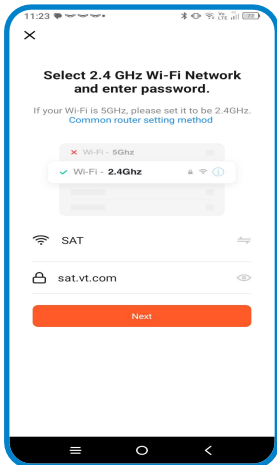 11:23
Select 2.4 GHz Wi-Fi Network
and enter password.
If your Wi-Fi is 5GHz, please set it to be 2.4GHz.
Common router setting method
Wi-Fi - 5Ghz
Wi-Fi - 2.4Ghz
SAT
sat.vt.com
Next